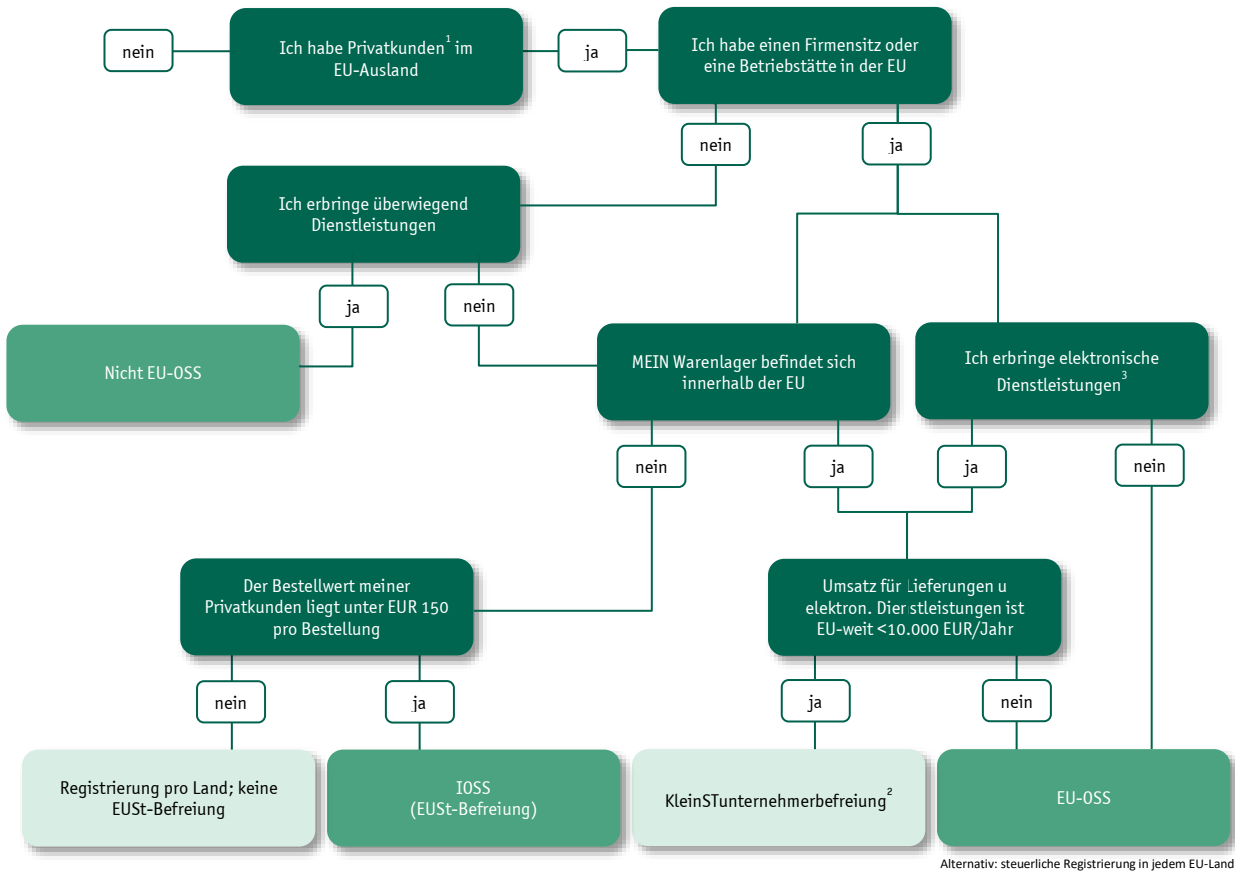 nein
Ich habe Privatkunden¹ im
EU-Ausland
ja
Ich habe einen Firmensitz oder
eine Betriebstätte in der EU
nein
ja
Ich erbringe überwiegend
Dienstleistungen
ja
nein
Nicht EU-OSS
MEIN Warenlager befindet sich
innerhalb der EU
Ich erbringe elektronische
Dienstleistungen³
nein
ja
ja
nein
Der Bestellwert meiner
Privatkunden liegt unter EUR 150
pro Bestellung
Umsatz für Lieferungen u
elektron. Dierstleistungen ist
EU-weit <10.000 EUR/Jahr
nein
ja
ja
nein
Registrierung pro Land; keine
EUSt-Befreiung
IOSS
(EUSt-Befreiung)
KleinSTunternehmerbefreiung²
EU-OSS
Alternativ: steuerliche Registrierung in jedem EU-Land